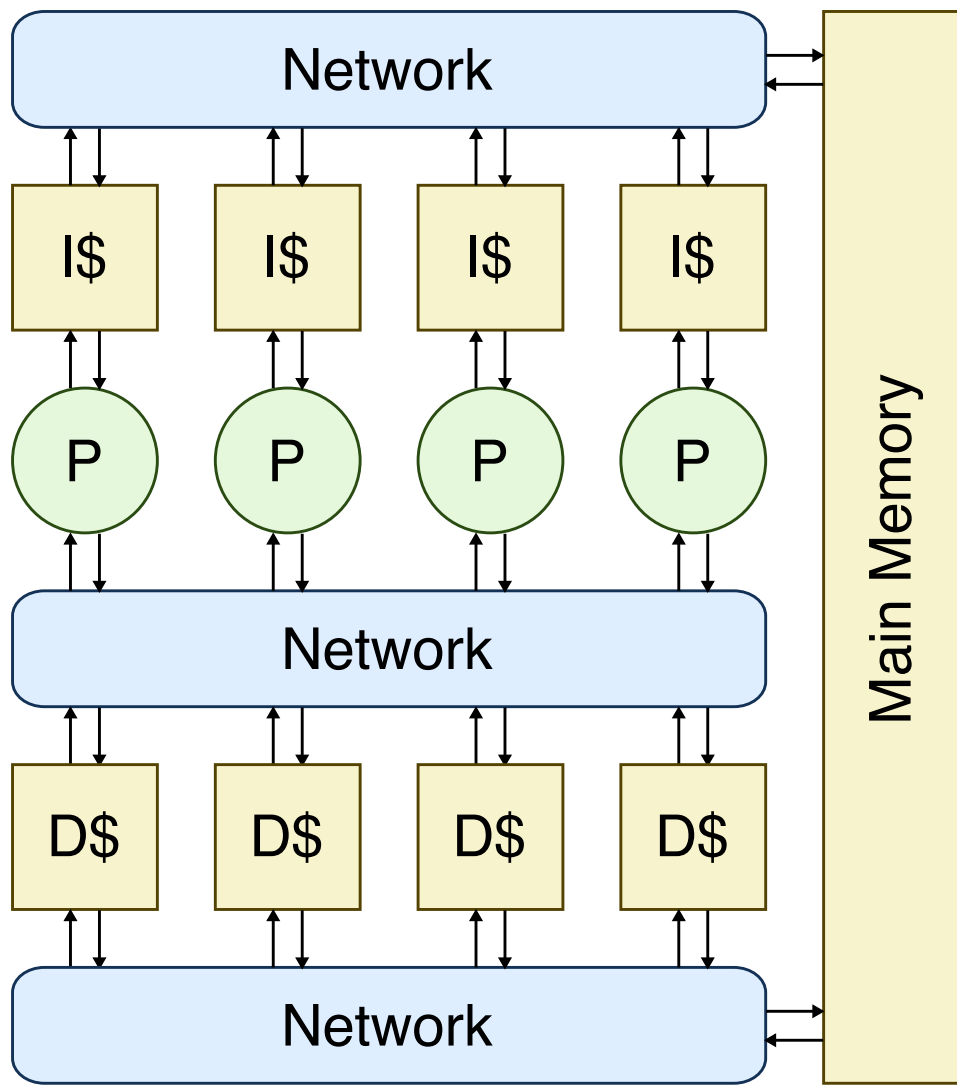 Network
I$ I$ I$ I$
P P P P
Network
D$ D$ D$ D$
Network
Main Memory